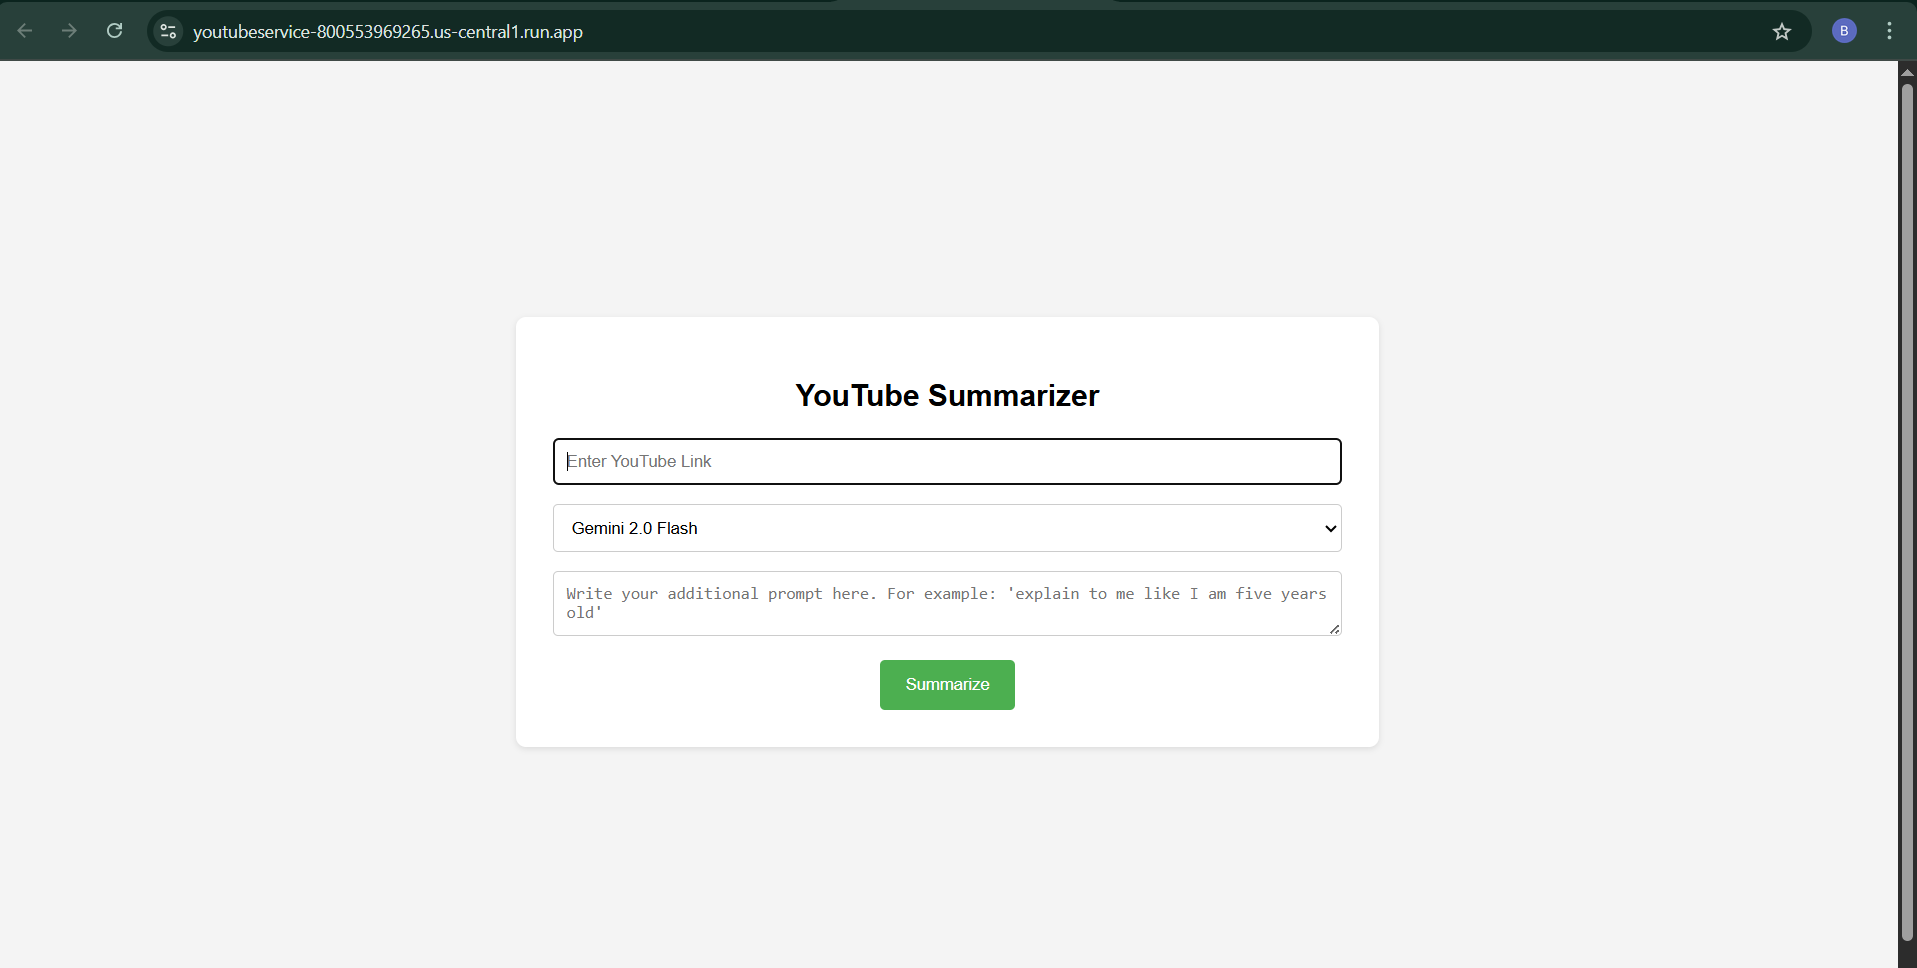 youtubeservice-800553969265.us-central1.run.app
B
YouTube Summarizer
Enter YouTube Link
Gemini 2.0 Flash
Write your additional prompt here. For example: 'explain to me like I am five years
old'
Summarize